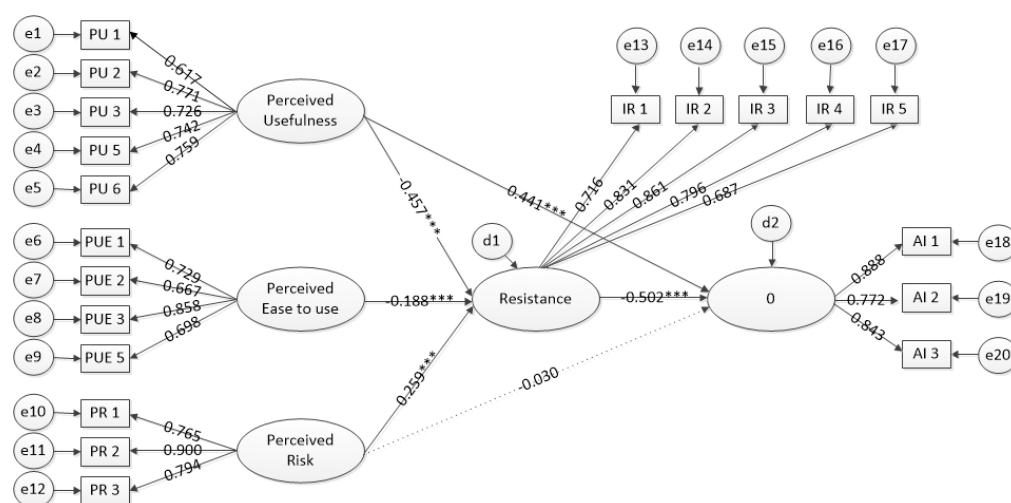 e1
PU 1
0.617
e2
PU 2
0.771
e3
PU 3
0.726
e4
PU 5
0.742
e5
PU 6
0.759
Perceived
Usefulness
e6
PUE 1
0.729
e7
PUE 2
0.667
e8
PUE 3
0.858
e9
PUE 5
0.698
Perceived
Ease to use
e10
PR 1
0.765
e11
PR 2
0.900
e12
PR 3
0.794
Perceived
Risk
-0.457***
0.441***
-0.188***
0.259***
-0.030
d1
Resistance
-0.502***
d2
0
e13
e14
e15
e16
e17
IR 1
IR 2
IR 3
IR 4
IR 5
0.716
0.831
0.861
0.796
0.687
AI 1
e18
0.888
AI 2
e19
0.772
AI 3
e20
0.843